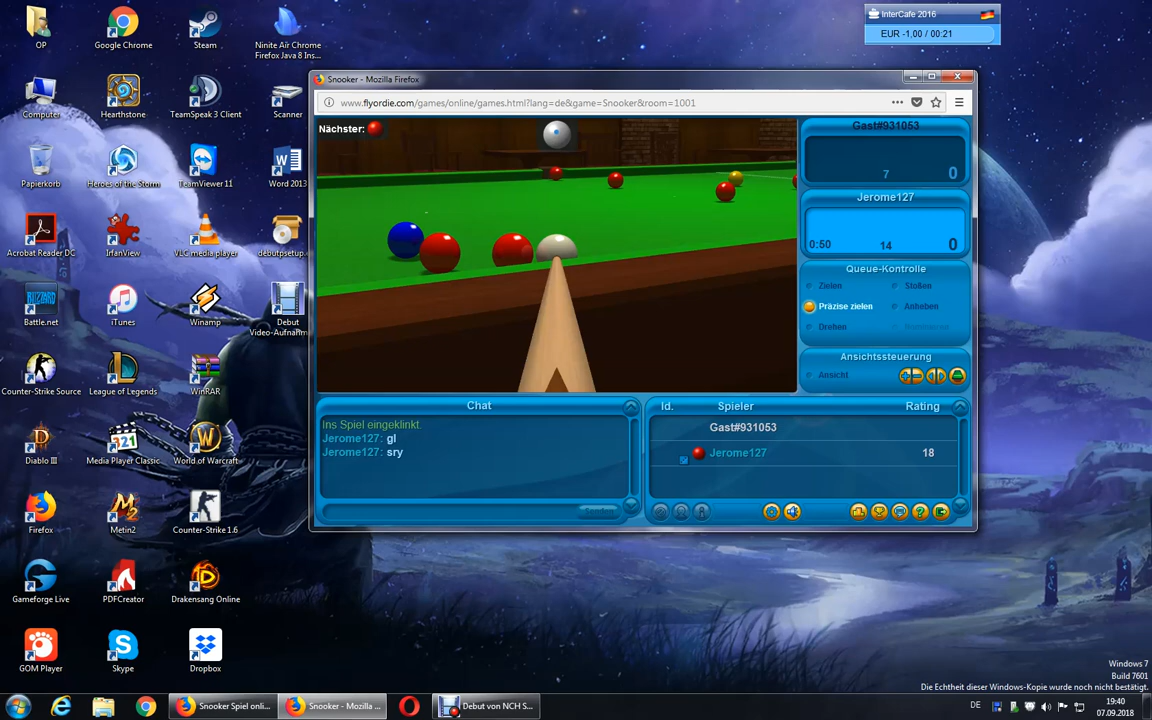 OP
Google Chrome
Steam
Ninite Air Chrome
Firefox Java 8 Ins...
InterCafe 2016
EUR -1,00 / 00:21
Computer
Hearthstone
TeamSpeak 3 Client
Scanner
Papierkorb
Heroes of the Storm
TeamViewer 11
Word 2013
Acrobat Reader DC
IrfanView
VLC media player
debutpsetup...
Battle.net
iTunes
Winamp
Debut
Video-Aufnahm
Counter-Strike Source
League of Legends
WinRAR
Diablo III
Media Player Classic
World of Warcraft
Firefox
Metin2
Counter-Strike 1.6
Gameforge Live
PDFCreator
Drakensang Online
GOM Player
Skype
Dropbox
Snooker - Mozilla Firefox
www.flyordie.com/games/online/games.html?lang=de&game=Snooker&room=1001
Nächster:
Gast#931053
7 0
Jerome127
0:50 14 0
Queue-Kontrolle
Zielen Stoßen
Präzise zielen Anheben
Drehen
Ansichtssteuerung
Ansicht
Chat
Ins Spiel eingeklinkt.
Jerome127: gl
Jerome127: sry
Id. Spieler Rating
Gast#931053
Jerome127 18
Windows 7
Build 7601
Die Echtheit dieser Windows-Kopie wurde noch nicht bestätigt.
Snooker Spiel onli...
Snooker - Mozilla ...
Debut von NCH S...
DE
19:40
07.09.2018